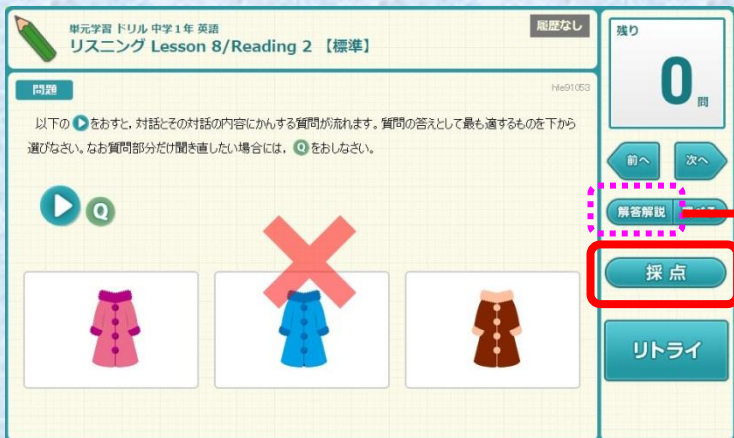 単元学習 ドリル 中学1年 英語
リスニング Lesson 8/Reading 2 【標準】
履歴なし
問題
hfe91053
以下の▶をおすと，対話とその対話の内容にかんする質問が流れます。質問の答えとして最も適するものを下から
選びなさい。なお質問部分だけ聞き直したい場合には，Qをおしなさい。
Q
残り
0問
前へ
次へ
解答解説
採点
リトライ